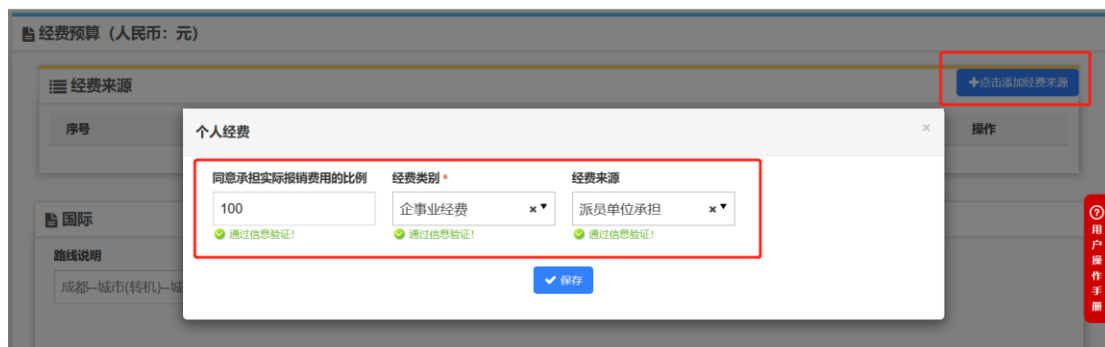 经费预算（人民币：元）
经费来源
点击添加经费来源
序号
操作
个人经费
×
同意承担实际报销费用的比例
经费类别 *
经费来源
100
企事业经费
派员单位承担
通过信息验证！
通过信息验证！
通过信息验证！
保存
国际
路线说明
成都--城市(转机)--城
用户操作手册